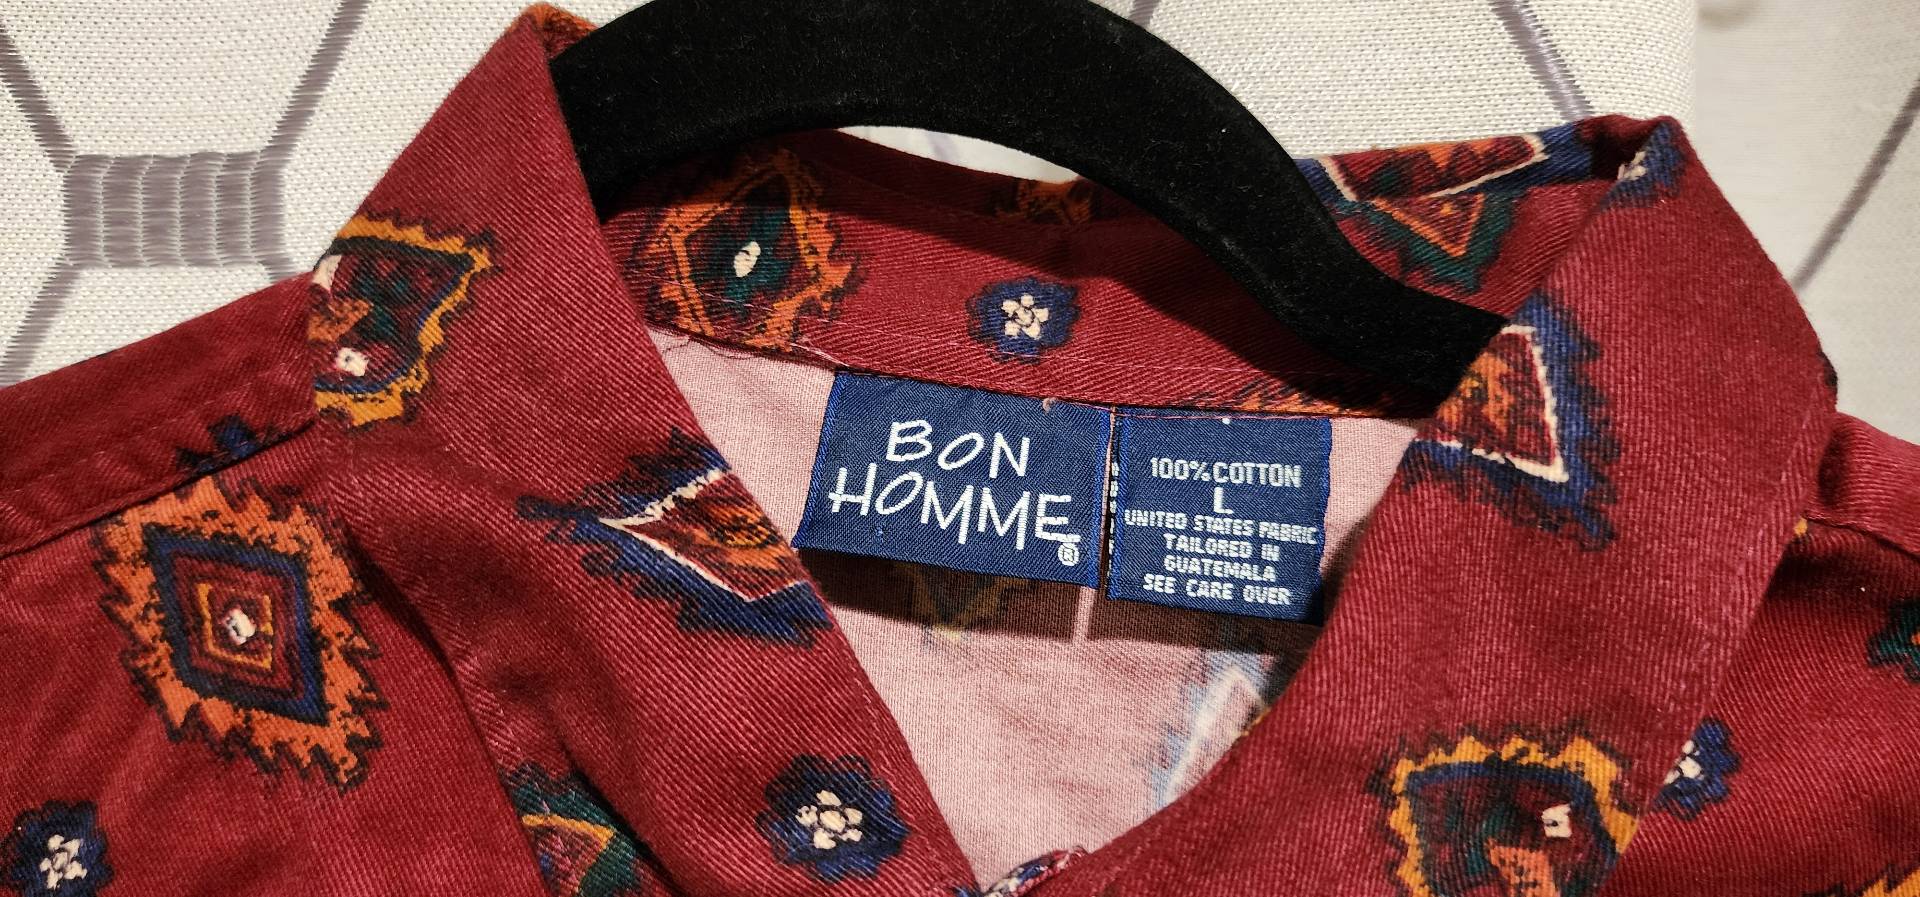 BON
HOMME®
100% COTTON
L
UNITED STATES FABRIC
TAILORED IN
GUATEMALA
SEE CARE OVER